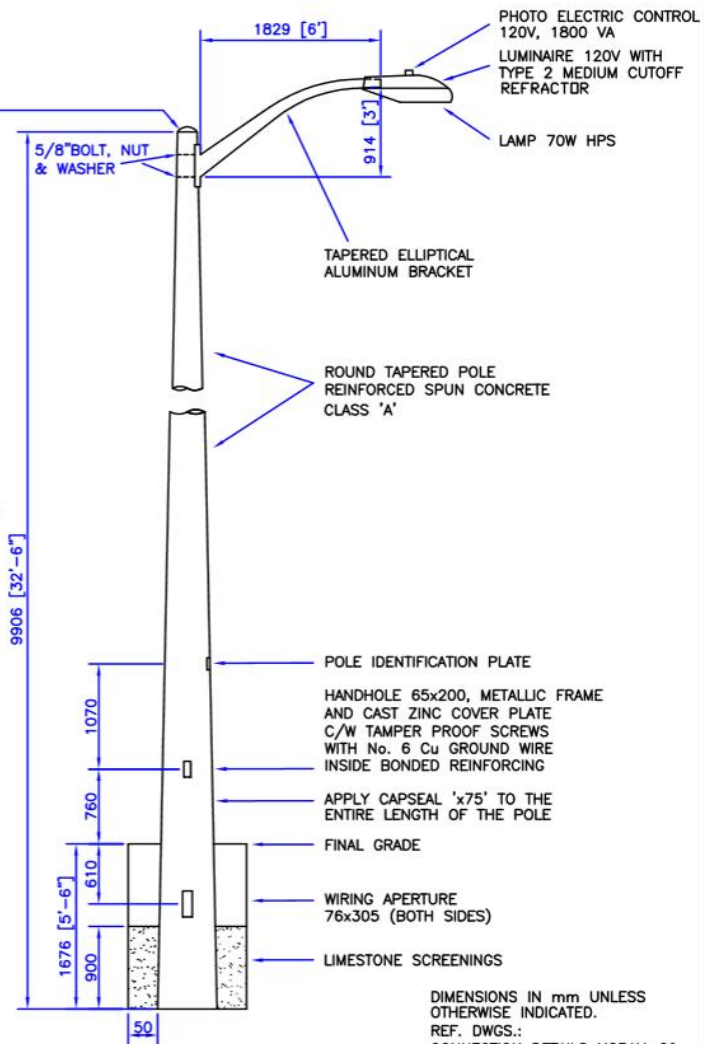 PHOTO ELECTRIC CONTROL
120V, 1800 VA
1829 [6']
LUMINAIRE 120V WITH
TYPE 2 MEDIUM CUTOFF
REFRACTOR
914 [3']
LAMP 70W HPS
5/8"BOLT, NUT
& WASHER
TAPERED ELLIPTICAL
ALUMINUM BRACKET
ROUND TAPERED POLE
REINFORCED SPUN CONCRETE
CLASS 'A'
9906 [32'-6"]
POLE IDENTIFICATION PLATE
1070
HANDHOLE 65x200, METALLIC FRAME
AND CAST ZINC COVER PLATE
C/W TAMPER PROOF SCREWS
WITH No. 6 Cu GROUND WIRE
INSIDE BONDED REINFORCING
760
APPLY CAPSEAL 'x75' TO THE
ENTIRE LENGTH OF THE POLE
FINAL GRADE
610
1676 [5'-6"]
WIRING APERTURE
76x305 (BOTH SIDES)
900
LIMESTONE SCREENINGS
50
DIMENSIONS IN mm UNLESS
OTHERWISE INDICATED.
REF. DWGS.: